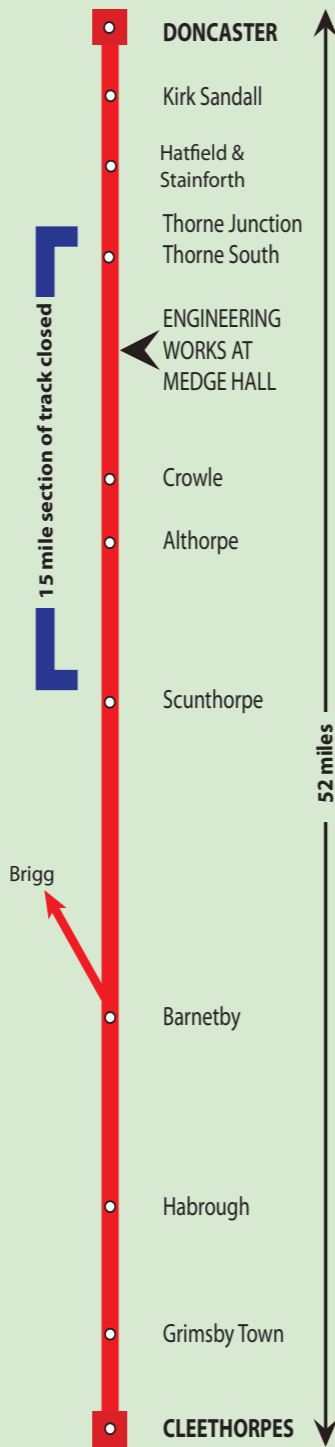 DONCASTER
Kirk Sandall
Hatfield &
Stainforth
Thorne Junction
Thorne South
ENGINEERING
WORKS AT
MEDGE HALL
15 mile section of track closed
Crowle
Althorpe
Scunthorpe
52 miles
Brigg
Barnetby
Habrough
Grimsby Town
CLEETHORPES